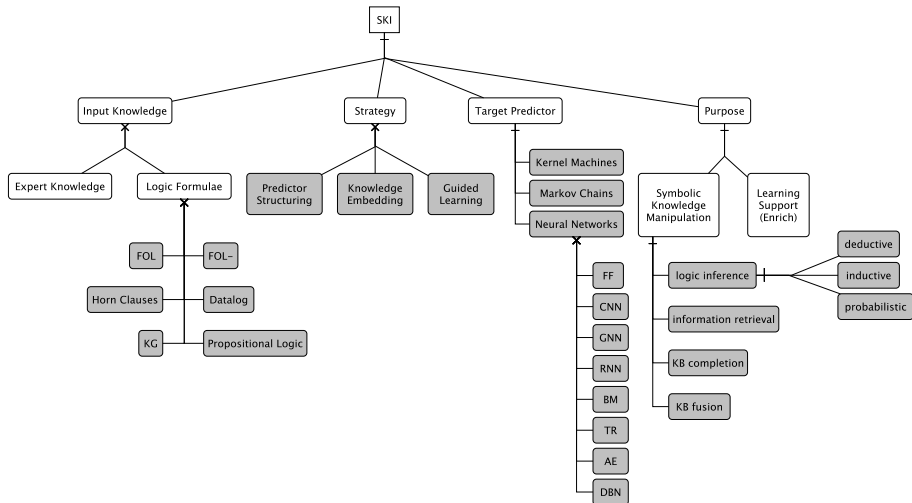 SKI
Input Knowledge
Strategy
Target Predictor
Purpose
Expert Knowledge
Logic Formulae
Predictor
Structuring
Knowledge
Embedding
Guided
Learning
Kernel Machines
Markov Chains
Neural Networks
Symbolic
Knowledge
Manipulation
Learning
Support
(Enrich)
FOL
FOL-
Horn Clauses
Datalog
KG
Propositional Logic
FF
CNN
GNN
RNN
BM
TR
AE
DBN
logic inference
information retrieval
KB completion
KB fusion
deductive
inductive
probabilistic